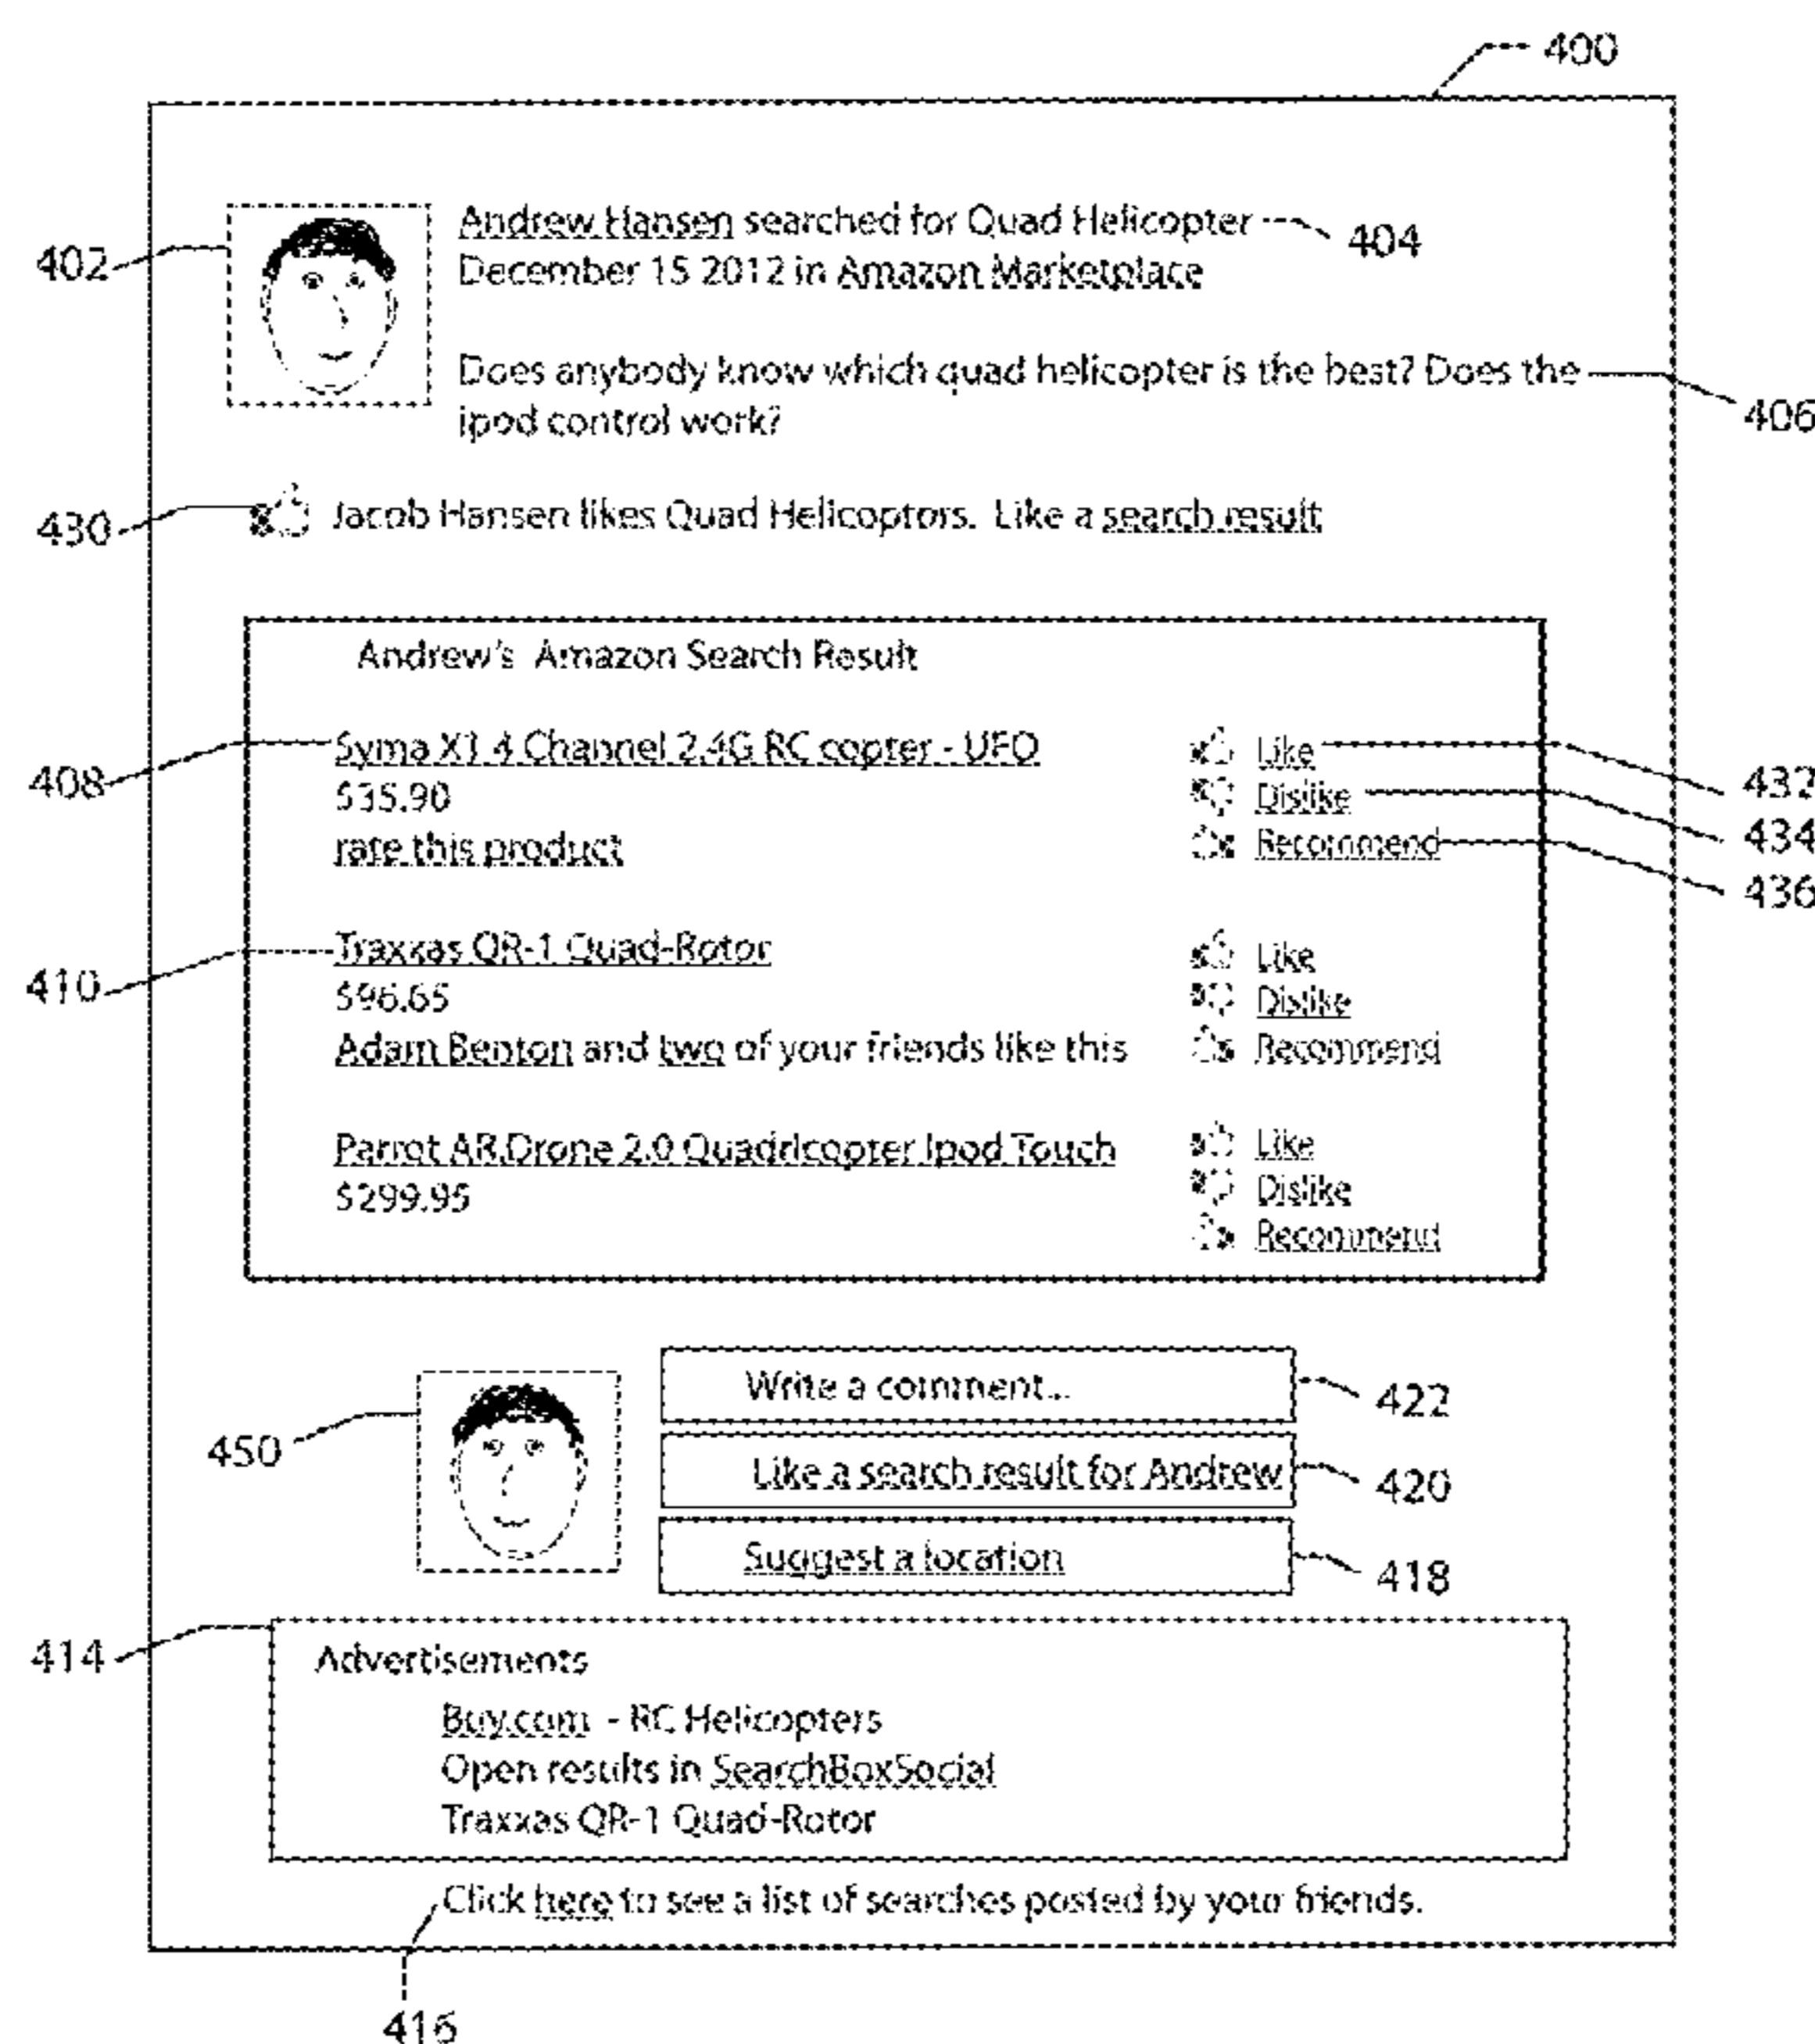 400
402
Andrew Hansen searched for Quad Helicopter
404
December 15 2012 in Amazon Marketplace
Does anybody know which quad helicopter is the best? Does the
406
ipod control work?
430
Jacob Hansen likes Quad Helicoptors. Like a search result
Andrew's Amazon Search Result
408
Syma X1 4 Channel 2.4G RC copter - UFO
$35.90
rate this product
Like
432
Dislike
434
Recommend
436
410
Traxxas QR-1 Quad-Rotor
$96.65
Adam Benton and two of your friends like this
Like
Dislike
Recommend
Parrot AR.Drone 2.0 Quadricopter Ipod Touch
$299.95
Like
Dislike
Recommend
450
Write a comment...
422
Like a search result for Andrew
420
Suggest a location
418
414
Advertisements
Buy.com - RC Helicopters
Open results in SearchBoxSocial
Traxxas QR-1 Quad-Rotor
Click here to see a list of searches posted by your friends.
416